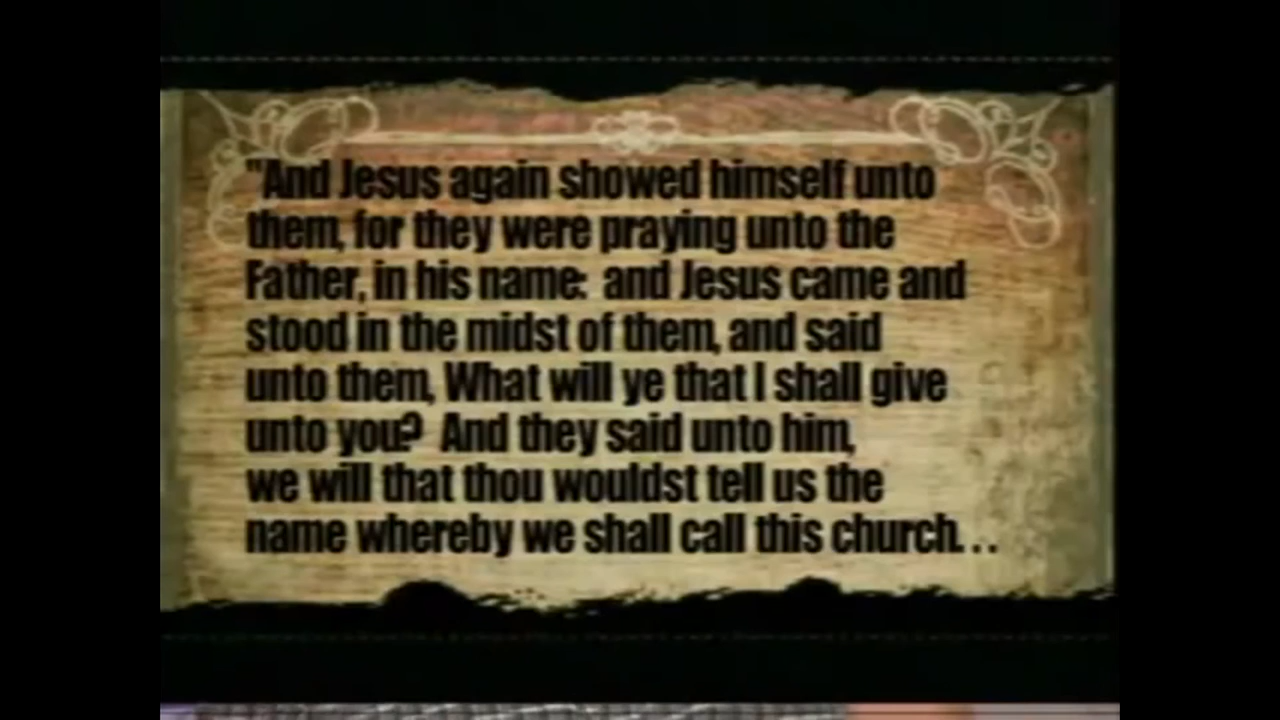 "And Jesus again showed himself unto
them, for they were praying unto the
Father, in his name: and Jesus came and
stood in the midst of them, and said
unto them, What will ye that I shall give
unto you? And they said unto him,
we will that thou wouldst tell us the
name whereby we shall call this church. . .